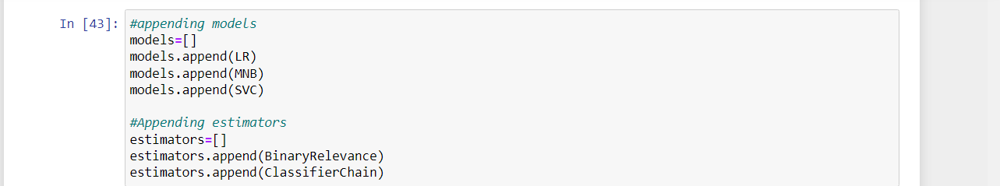 In [43]: #appending models
models=[]
models.append(LR)
models.append(MNB)
models.append(SVC)
#Appending estimators
estimators=[]
estimators.append(BinaryRelevance)
estimators.append(ClassifierChain)